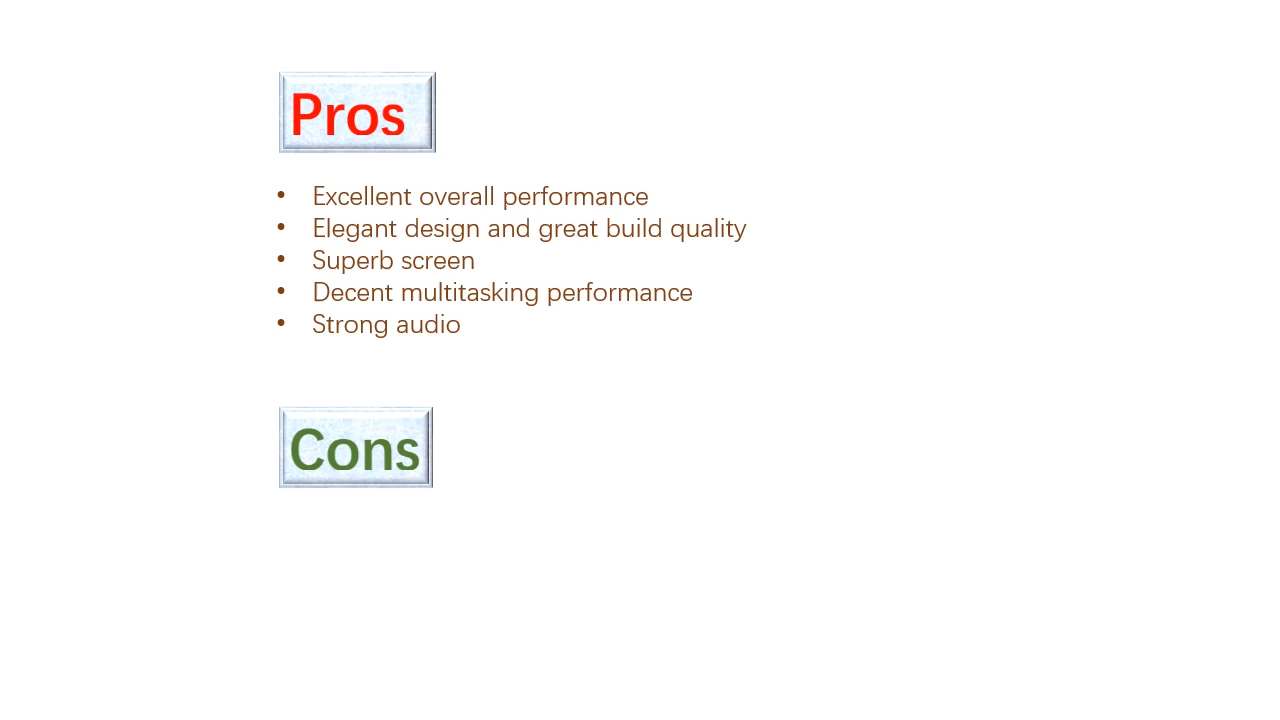 Pros
• Excellent overall performance
• Elegant design and great build quality
• Superb screen
• Decent multitasking performance
• Strong audio
Cons